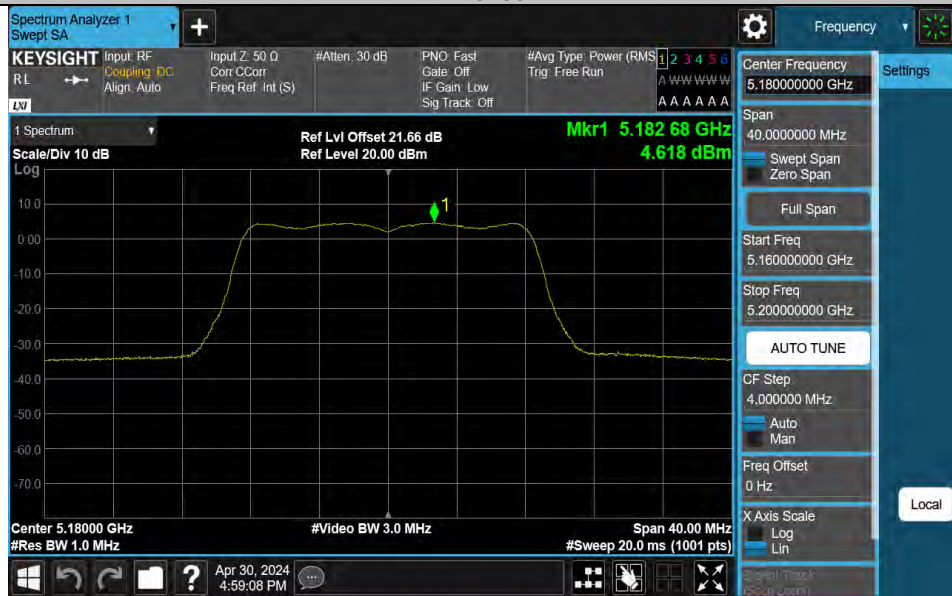 Spectrum Analyzer 1
Swept SA
+
Frequency
KEYSIGHT
RL
LXI
Input: RF
Coupling: DC
Align: Auto
Input Z: 50 Ω
Corr CCorr
Freq Ref: Int (S)
#Atten: 30 dB
PNO: Fast
Gate: Off
IF Gain: Low
Sig Track: Off
#Avg Type: Power (RMS
Trig: Free Run
1 2 3 4 5 6
A W W W W W
A A A A A A
Center Frequency
5.180000000 GHz
Settings
Span
40.0000000 MHz
Swept Span
Zero Span
Full Span
Start Freq
5.160000000 GHz
Stop Freq
5.200000000 GHz
AUTO TUNE
CF Step
4.000000 MHz
Auto
Man
Freq Offset
0 Hz
X Axis Scale
Log
Lin
Local
1 Spectrum
Scale/Div 10 dB
Log
Ref Lvl Offset 21.66 dB
Ref Level 20.00 dBm
Mkr1 5.182 68 GHz
4.618 dBm
1
10.0
0.00
-10.0
-20.0
-30.0
-40.0
-50.0
-60.0
-70.0
Center 5.18000 GHz
#Res BW 1.0 MHz
#Video BW 3.0 MHz
Span 40.00 MHz
#Sweep 20.0 ms (1001 pts)
?
Apr 30, 2024
4:59:08 PM